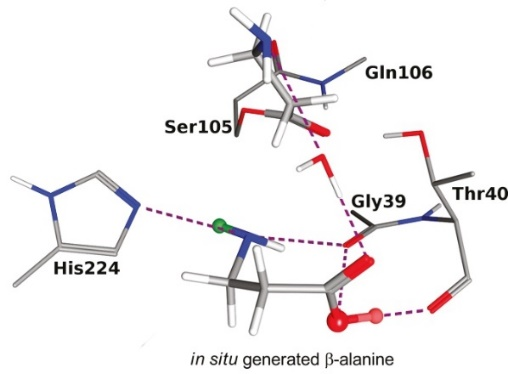 Gln106
Ser105
Gly39
Thr40
His224
in situ generated β-alanine